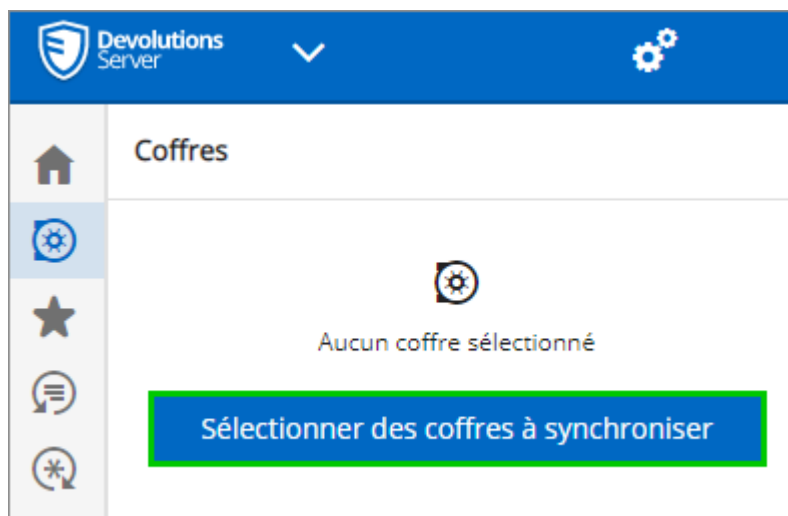 Devolutions
Server
Coffres
Aucun coffre sélectionné
Sélectionner des coffres à synchroniser